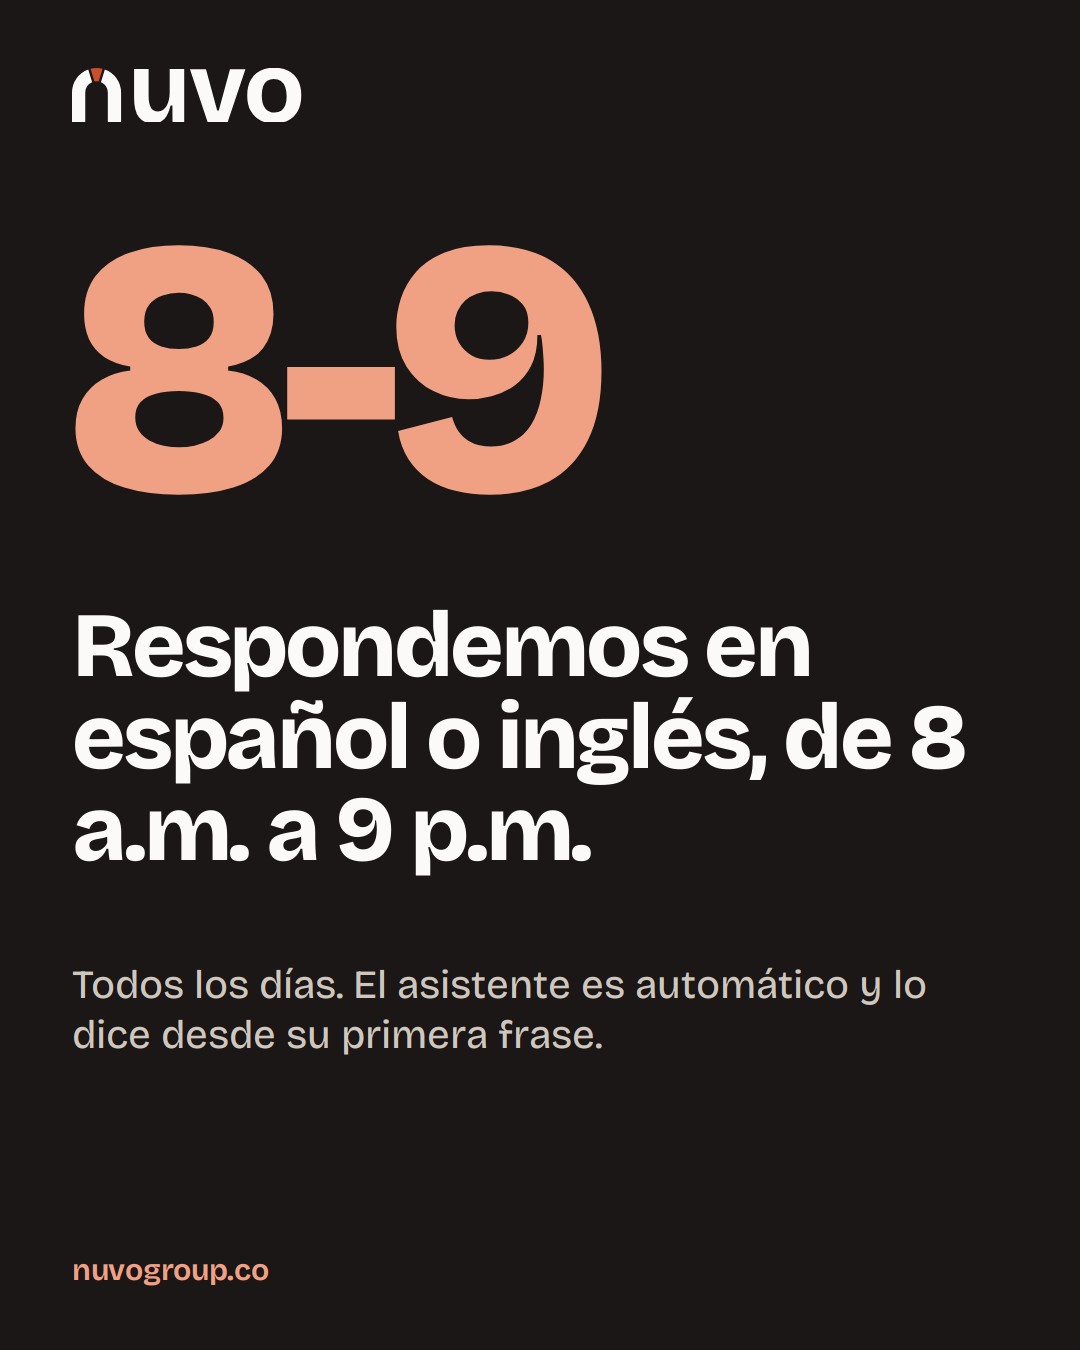 nuvo
8-9
Respondemos en
español o inglés, de 8
a.m. a 9 p.m.
Todos los días. El asistente es automático y lo
dice desde su primera frase.
nuvogroup.co